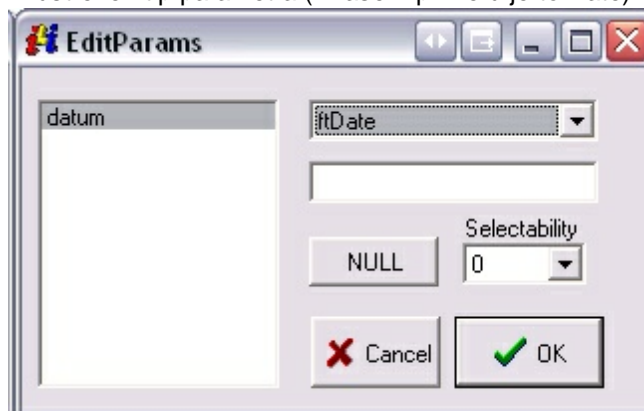 EditParams
datum
ftDate
Selectability
NULL
0
Cancel
OK